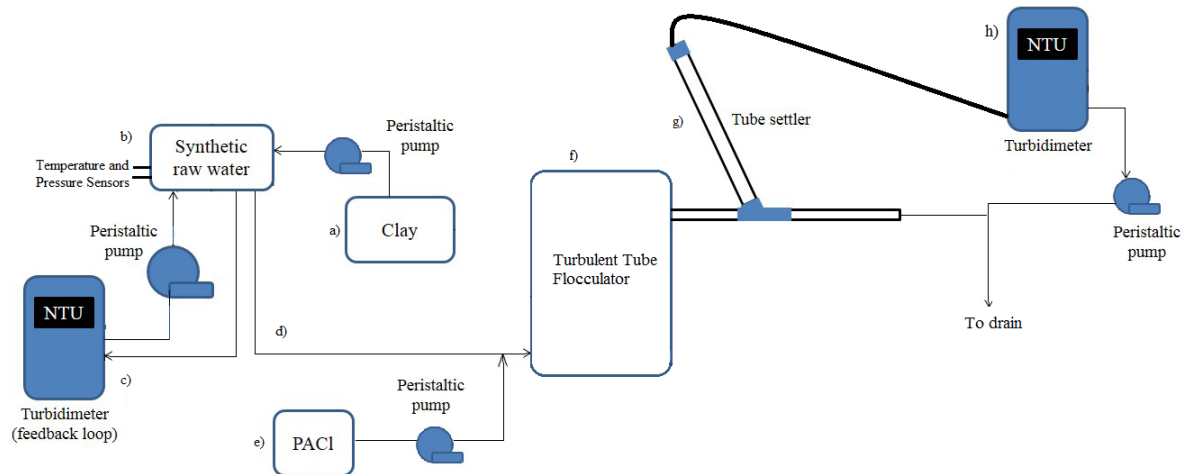 b)
Synthetic
raw water
Temperature and
Pressure Sensors
Peristaltic
pump
a)
Clay
Peristaltic
pump
NTU
c)
Turbidimeter
(feedback loop)
d)
e)
PACl
Peristaltic
pump
f)
Turbulent Tube
Flocculator
g)
Tube settler
h)
NTU
Turbidimeter
Peristaltic
pump
To drain